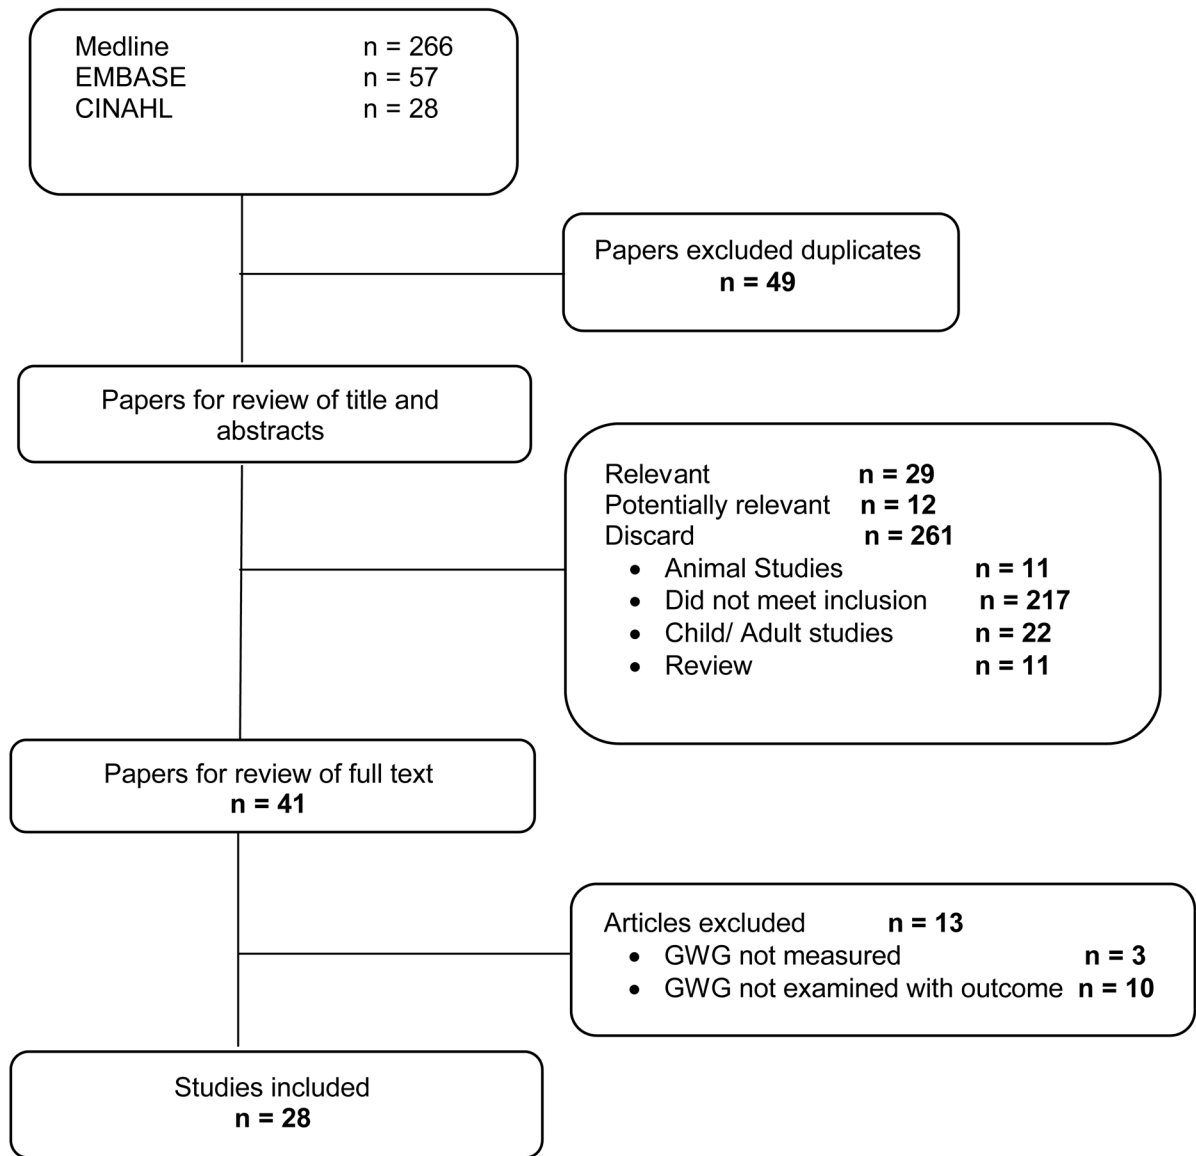 Medline n = 266
EMBASE n = 57
CINAHL n = 28
Papers excluded duplicates
n = 49
Papers for review of title and
abstracts
Relevant n = 29
Potentially relevant n = 12
Discard n = 261
• Animal Studies n = 11
• Did not meet inclusion n = 217
• Child/ Adult studies n = 22
• Review n = 11
Papers for review of full text
n = 41
Articles excluded n = 13
• GWG not measured n = 3
• GWG not examined with outcome n = 10
Studies included
n = 28